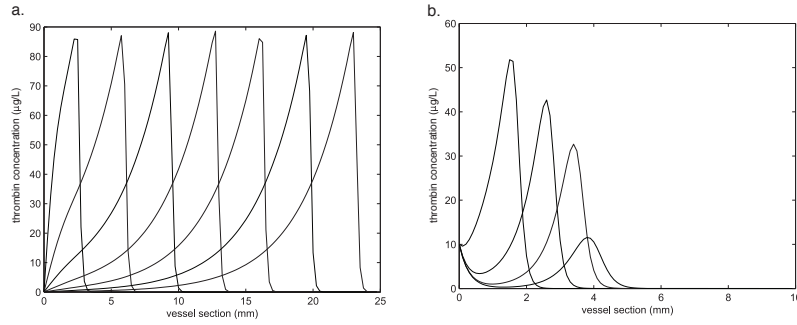 a.
b.
thrombin concentration (μg/L)
90
80
70
60
50
40
30
20
10
0
0 5 10 15 20 25
vessel section (mm)
thrombin concentration (μg/L)
60
50
40
30
20
10
0
0 2 4 6 8 10
vessel section (mm)